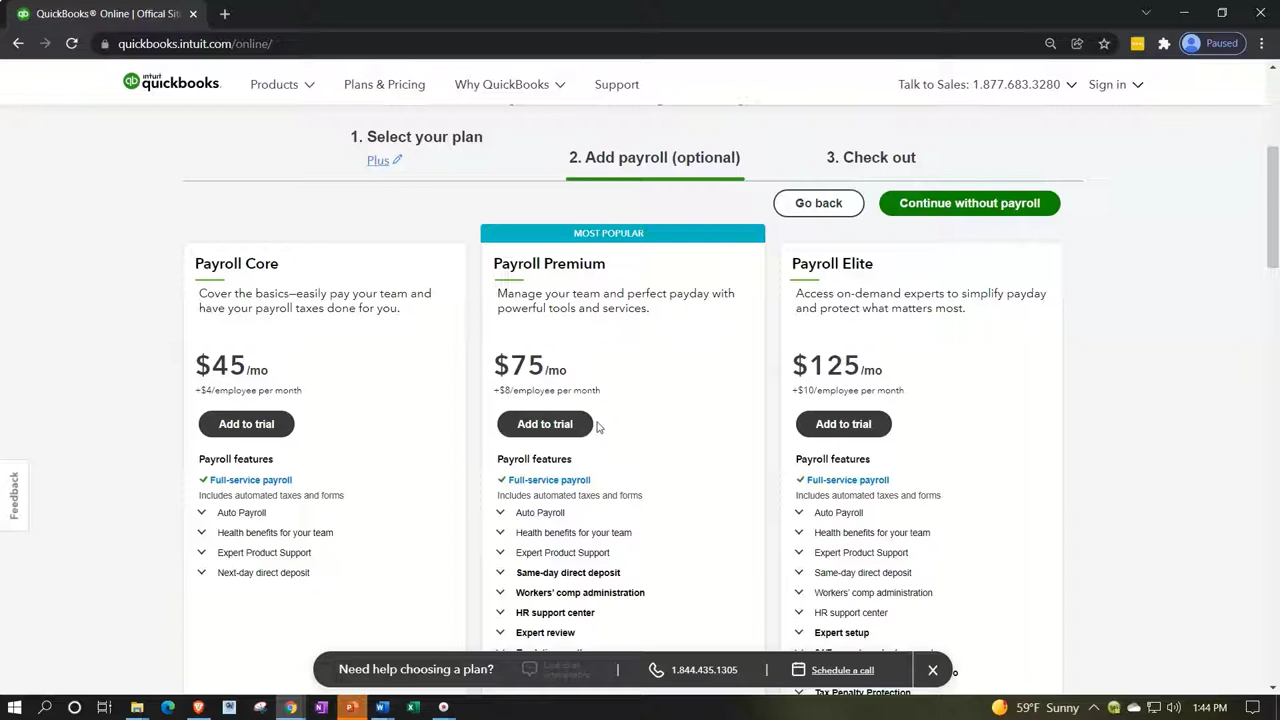 QuickBooks® Online | Official Sit
quickbooks.intuit.com/online/
Paused
intuit
quickbooks.
Products
Plans & Pricing
Why QuickBooks
Support
Talk to Sales: 1.877.683.3280
Sign in
1. Select your plan
Plus
2. Add payroll (optional)
3. Check out
Go back
Continue without payroll
MOST POPULAR
Payroll Core
Cover the basics—easily pay your team and
have your payroll taxes done for you.
$45/mo
+$4/employee per month
Add to trial
Payroll features
Full-service payroll
Includes automated taxes and forms
Auto Payroll
Health benefits for your team
Expert Product Support
Next-day direct deposit
Payroll Premium
Manage your team and perfect payday with
powerful tools and services.
$75/mo
+$8/employee per month
Add to trial
Payroll features
Full-service payroll
Includes automated taxes and forms
Auto Payroll
Health benefits for your team
Expert Product Support
Same-day direct deposit
Workers' comp administration
HR support center
Expert review
Payroll Elite
Access on-demand experts to simplify payday
and protect what matters most.
$125/mo
+$10/employee per month
Add to trial
Payroll features
Full-service payroll
Includes automated taxes and forms
Auto Payroll
Health benefits for your team
Expert Product Support
Same-day direct deposit
Workers' comp administration
HR support center
Expert setup
Tax Penalty Protection
Feedback
Need help choosing a plan?
1.844.435.1305
Schedule a call
59°F Sunny
1:44 PM